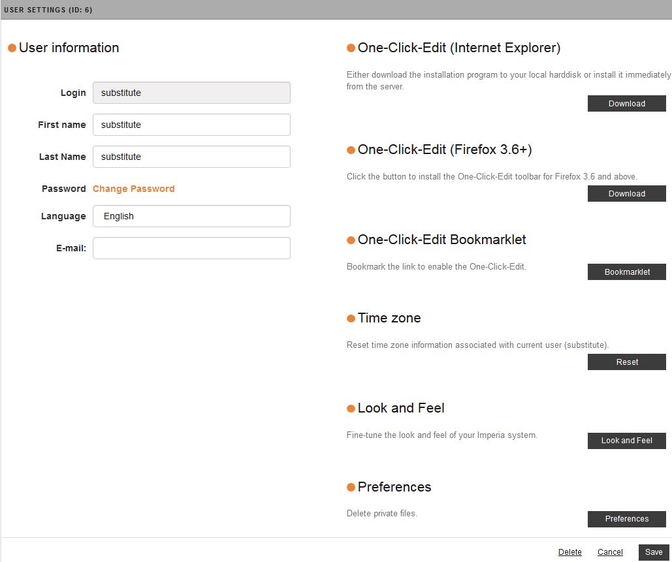 USER SETTINGS (ID: 6)
User information
Login substitute
First name substitute
Last Name substitute
Password Change Password
Language English
E-mail:
One-Click-Edit (Internet Explorer)
Either download the installation program to your local harddisk or install it immediately
from the server.
Download
One-Click-Edit (Firefox 3.6+)
Click the button to install the One-Click-Edit toolbar for Firefox 3.6 and above.
Download
One-Click-Edit Bookmarklet
Bookmark the link to enable the One-Click-Edit.
Bookmarklet
Time zone
Reset time zone information associated with current user (substitute).
Reset
Look and Feel
Fine-tune the look and feel of your Imperia system.
Look and Feel
Preferences
Delete private files.
Preferences
Delete Cancel Save